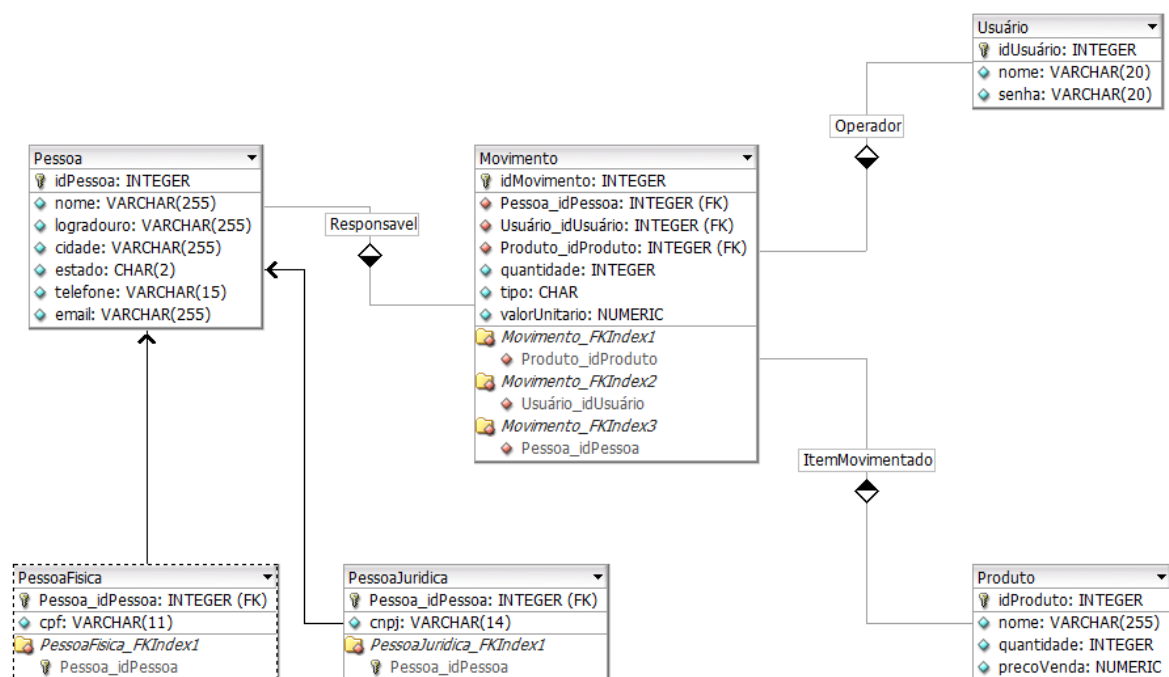 Usuário
idUsuário: INTEGER
nome: VARCHAR(20)
senha: VARCHAR(20)
Operador
Pessoa
idPessoa: INTEGER
nome: VARCHAR(255)
logradouro: VARCHAR(255)
cidade: VARCHAR(255)
estado: CHAR(2)
telefone: VARCHAR(15)
email: VARCHAR(255)
Responsavel
Movimento
idMovimento: INTEGER
Pessoa_idPessoa: INTEGER (FK)
Usuário_idUsuário: INTEGER (FK)
Produto_idProduto: INTEGER (FK)
quantidade: INTEGER
tipo: CHAR
valorUnitario: NUMERIC
Movimento_FKIndex1
Produto_idProduto
Movimento_FKIndex2
Usuário_idUsuário
Movimento_FKIndex3
Pessoa_idPessoa
ItemMovimentado
PessoaFisica
Pessoa_idPessoa: INTEGER (FK)
cpf: VARCHAR(11)
PessoaFisica_FKIndex1
Pessoa_idPessoa
PessoaJuridica
Pessoa_idPessoa: INTEGER (FK)
cnpj: VARCHAR(14)
PessoaJuridica_FKIndex1
Pessoa_idPessoa
Produto
idProduto: INTEGER
nome: VARCHAR(255)
quantidade: INTEGER
precoVenda: NUMERIC